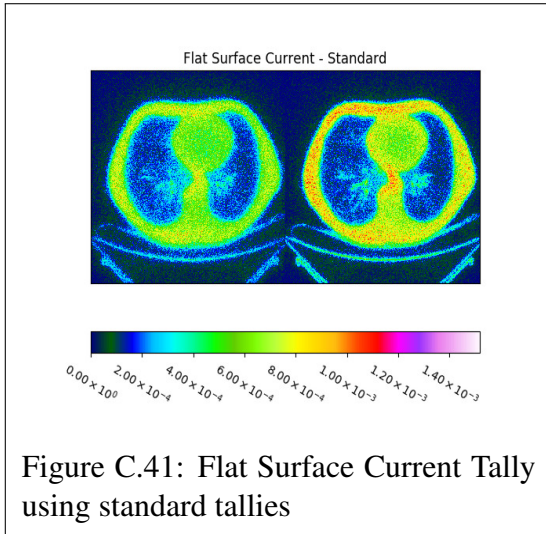 Flat Surface Current - Standard
0.00 × 10⁰
2.00 × 10⁻⁴
4.00 × 10⁻⁴
6.00 × 10⁻⁴
8.00 × 10⁻⁴
1.00 × 10⁻³
1.20 × 10⁻³
1.40 × 10⁻³
Figure C.41: Flat Surface Current Tally
using standard tallies